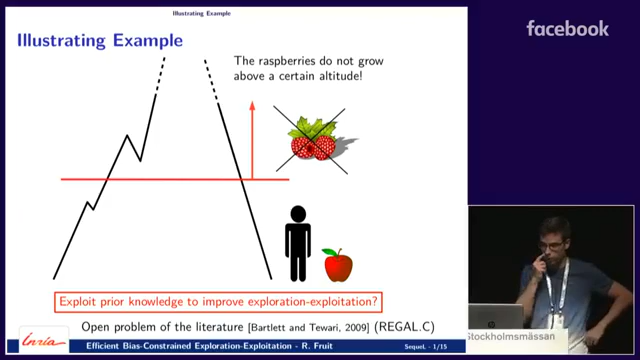 Illustrating Example
Illustrating Example
facebook
The raspberries do not grow
above a certain altitude!
Exploit prior knowledge to improve exploration-exploitation?
Open problem of the literature [Bartlett and Tewari, 2009] (REGAL.C)
Inria
Efficient Bias-Constrained Exploration-Exploitation - R. Fruit
SequeL - 1/15
Stockholmsmässan